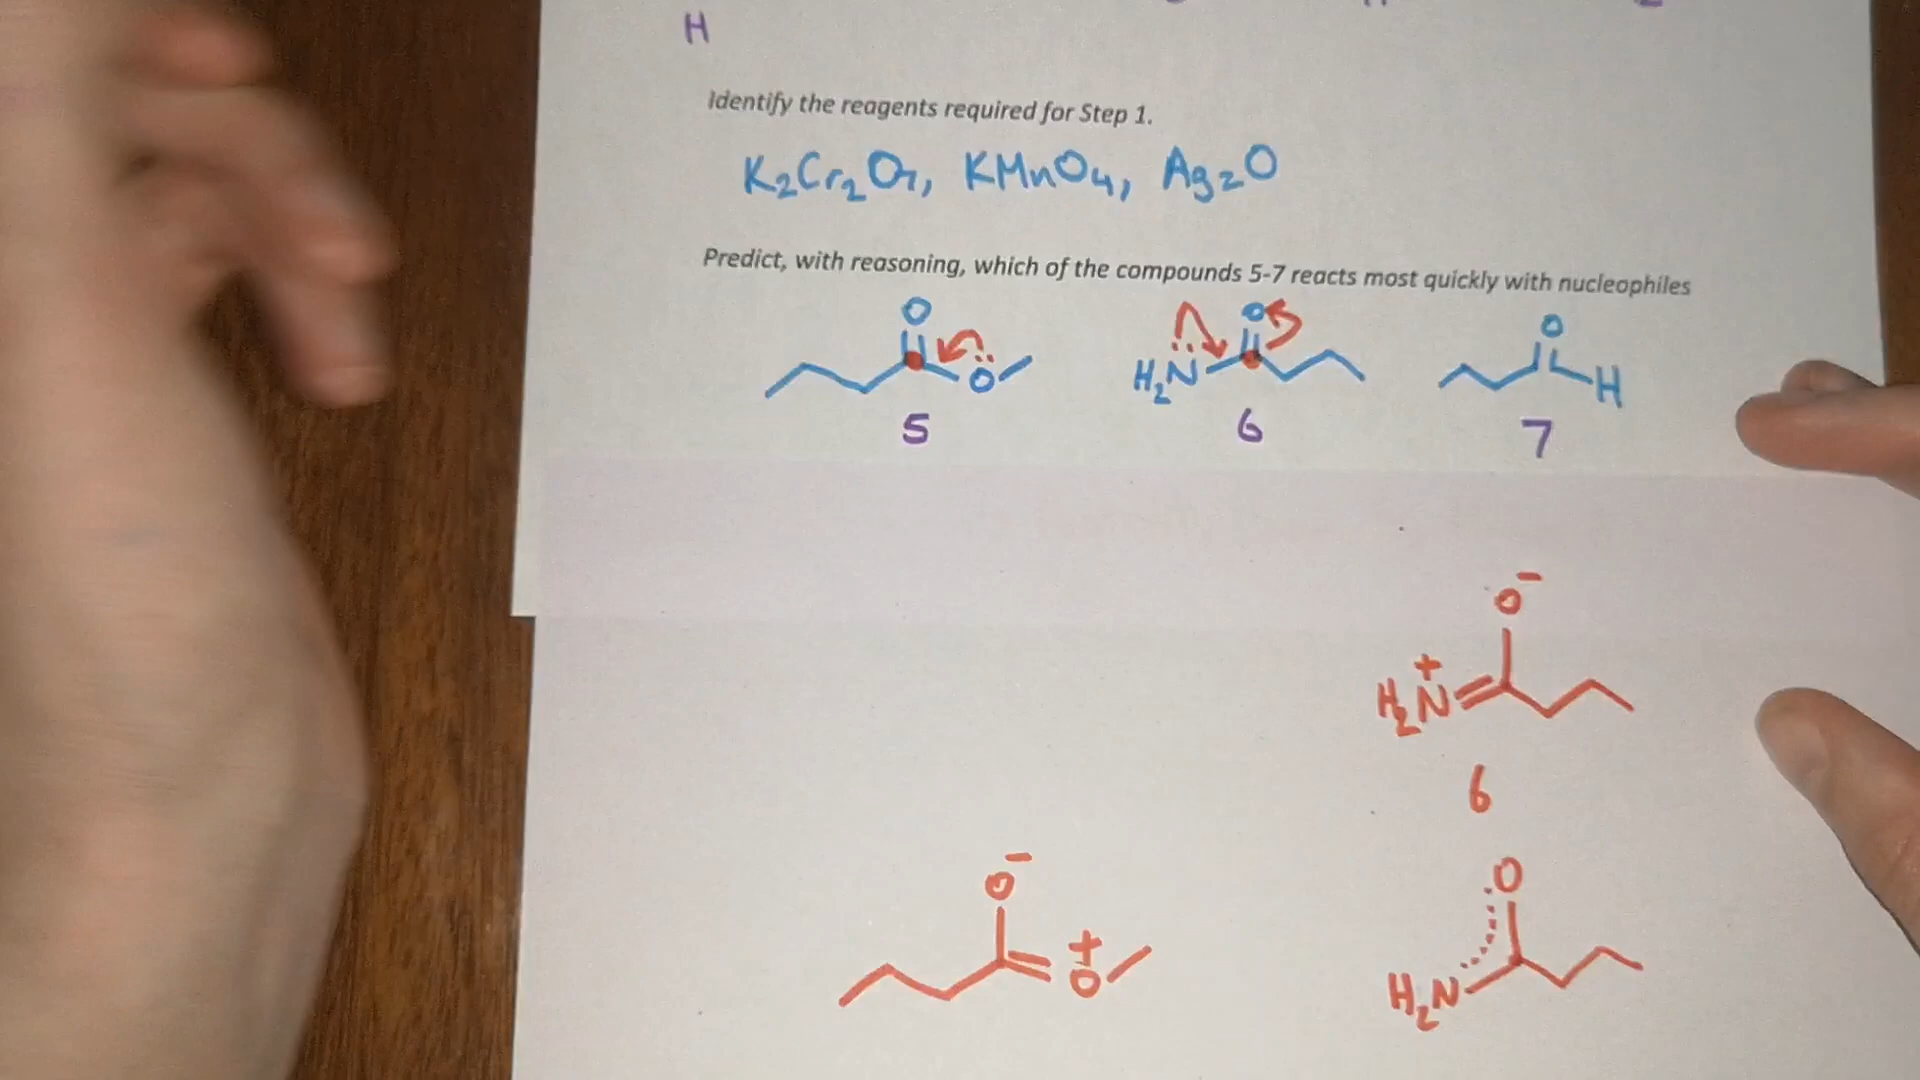 H
Identify the reagents required for Step 1.
K₂Cr₂O₇, KMnO₄, Ag₂O
Predict, with reasoning, which of the compounds 5-7 reacts most quickly with nucleophiles
O O O
O H₂N H
5 6 7
O⁻
H₂N⁺
6
O⁻ O
O⁺ H₂N